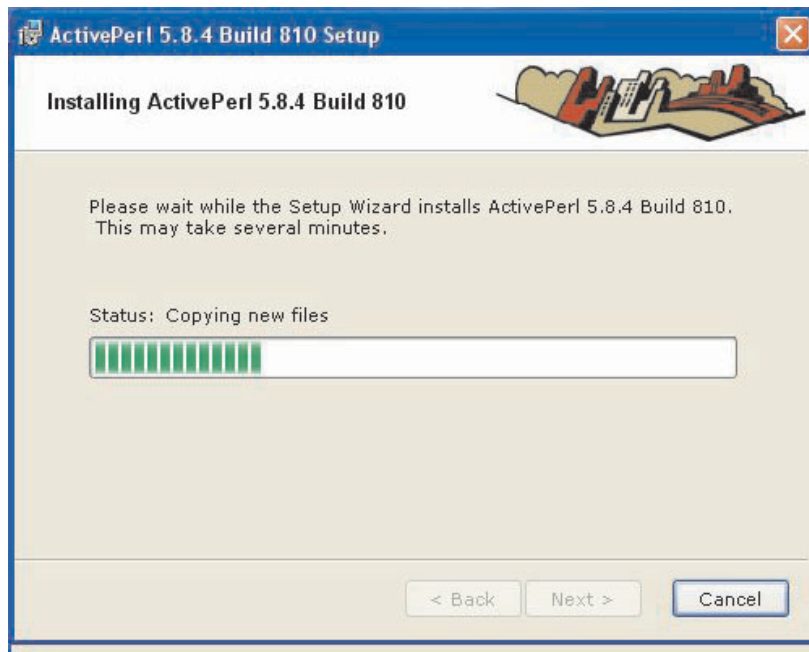 ActivePerl 5.8.4 Build 810 Setup
Installing ActivePerl 5.8.4 Build 810
Please wait while the Setup Wizard installs ActivePerl 5.8.4 Build 810.
This may take several minutes.
Status: Copying new files
< Back
Next >
Cancel